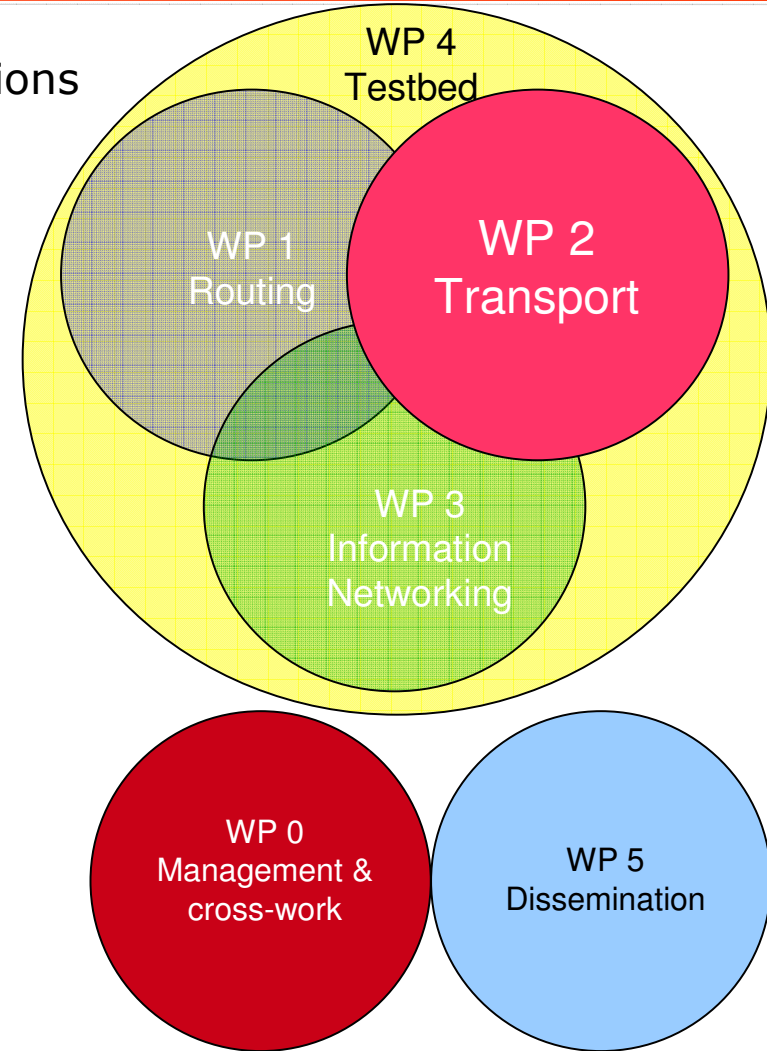 WP 4
Testbed
WP 1
Routing
WP 2
Transport
WP 3
Information
Networking
WP 0
Management &
cross-work
WP 5
Dissemination